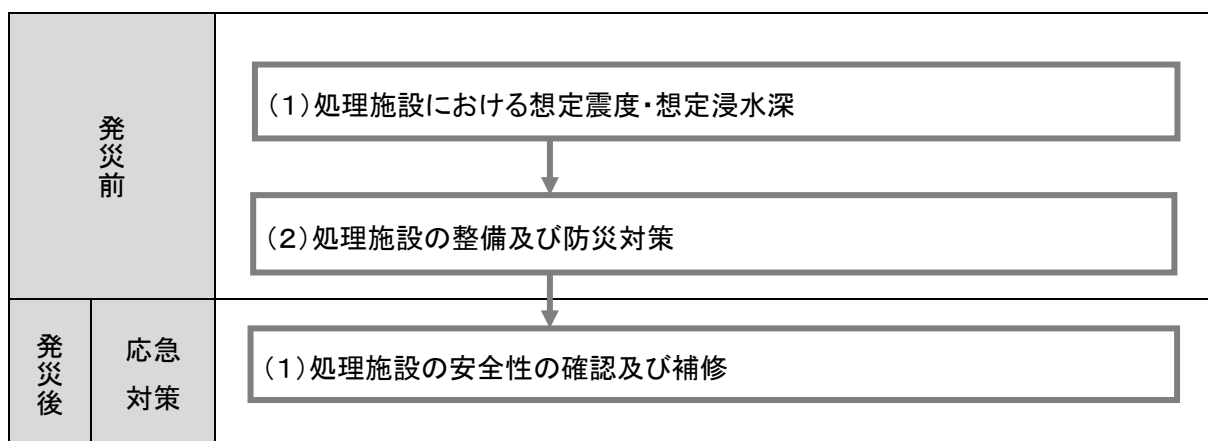 発災前
(1)処理施設における想定震度・想定浸水深
(2)処理施設の整備及び防災対策
発災後
応急
対策
(1)処理施設の安全性の確認及び補修